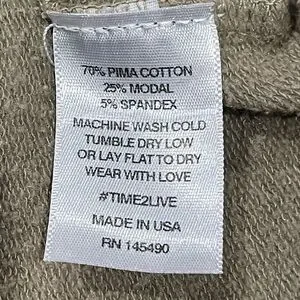 70% PIMA COTTON
25% MODAL
5% SPANDEX
MACHINE WASH COLD
TUMBLE DRY LOW
OR LAY FLAT TO DRY
WEAR WITH LOVE
#TIME2LIVE
MADE IN USA
RN 145490